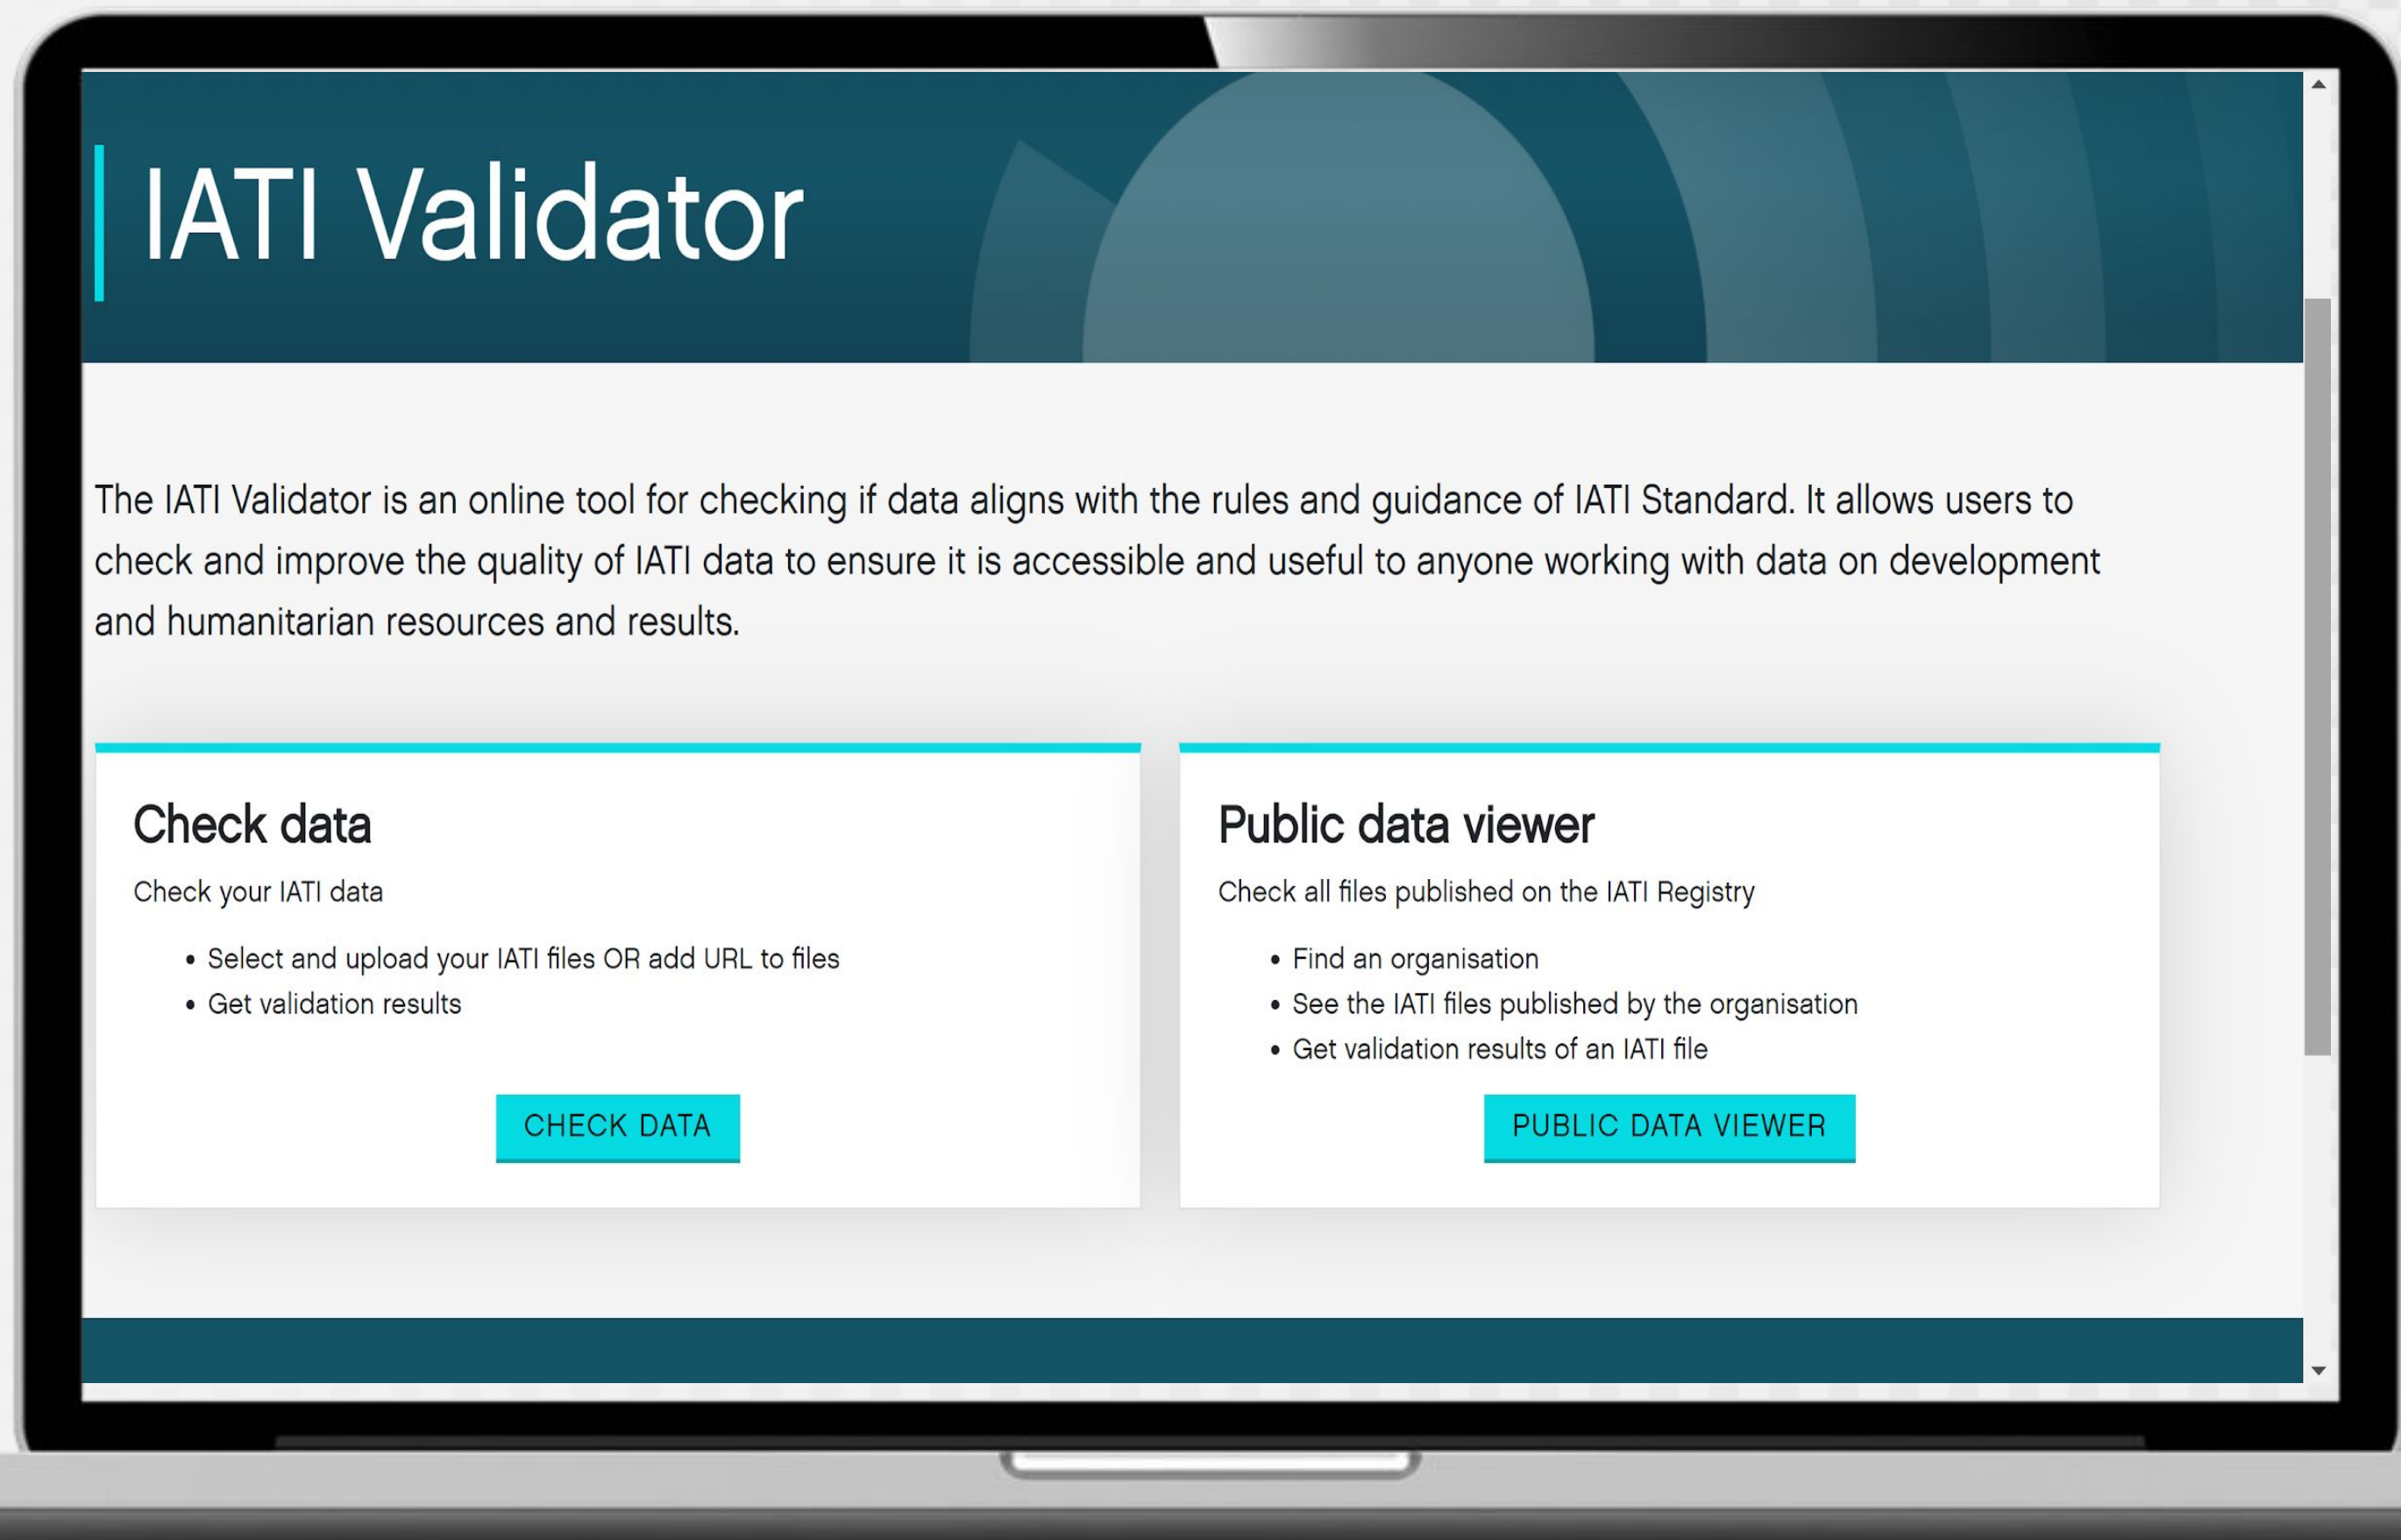 IATI Validator
The IATI Validator is an online tool for checking if data aligns with the rules and guidance of IATI Standard. It allows users to
check and improve the quality of IATI data to ensure it is accessible and useful to anyone working with data on development
and humanitarian resources and results.
Check data
Check your IATI data
• Select and upload your IATI files OR add URL to files
• Get validation results
CHECK DATA
Public data viewer
Check all files published on the IATI Registry
• Find an organisation
• See the IATI files published by the organisation
• Get validation results of an IATI file
PUBLIC DATA VIEWER